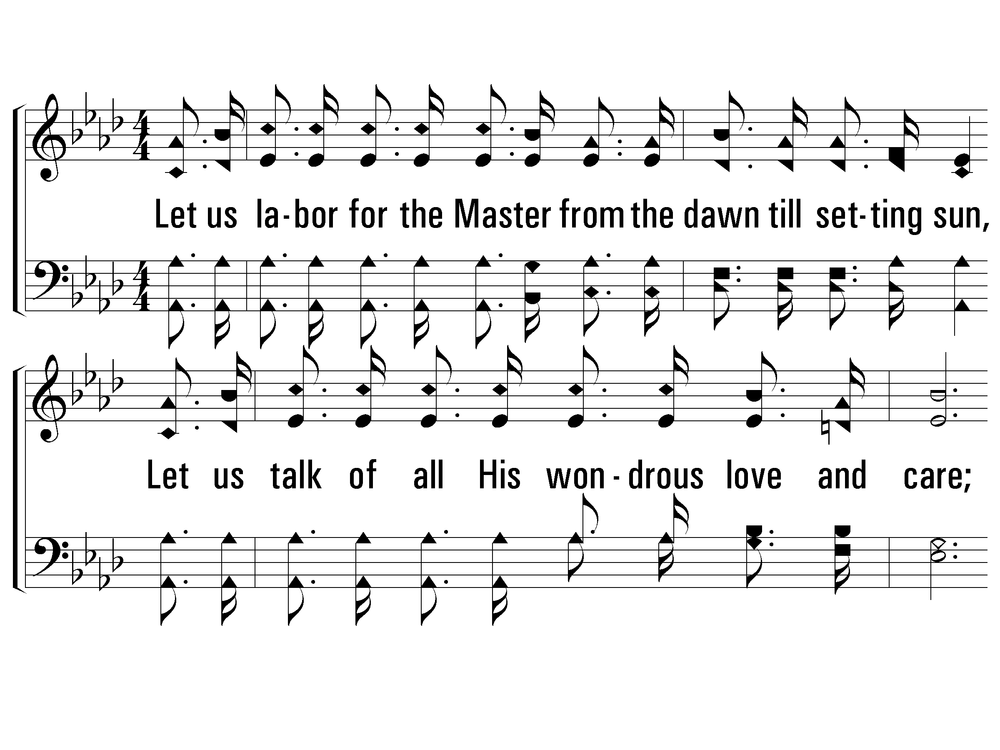 Let us la-bor for the Master from the dawn till set-ting sun,
Let us talk of all His won-drous love and care;